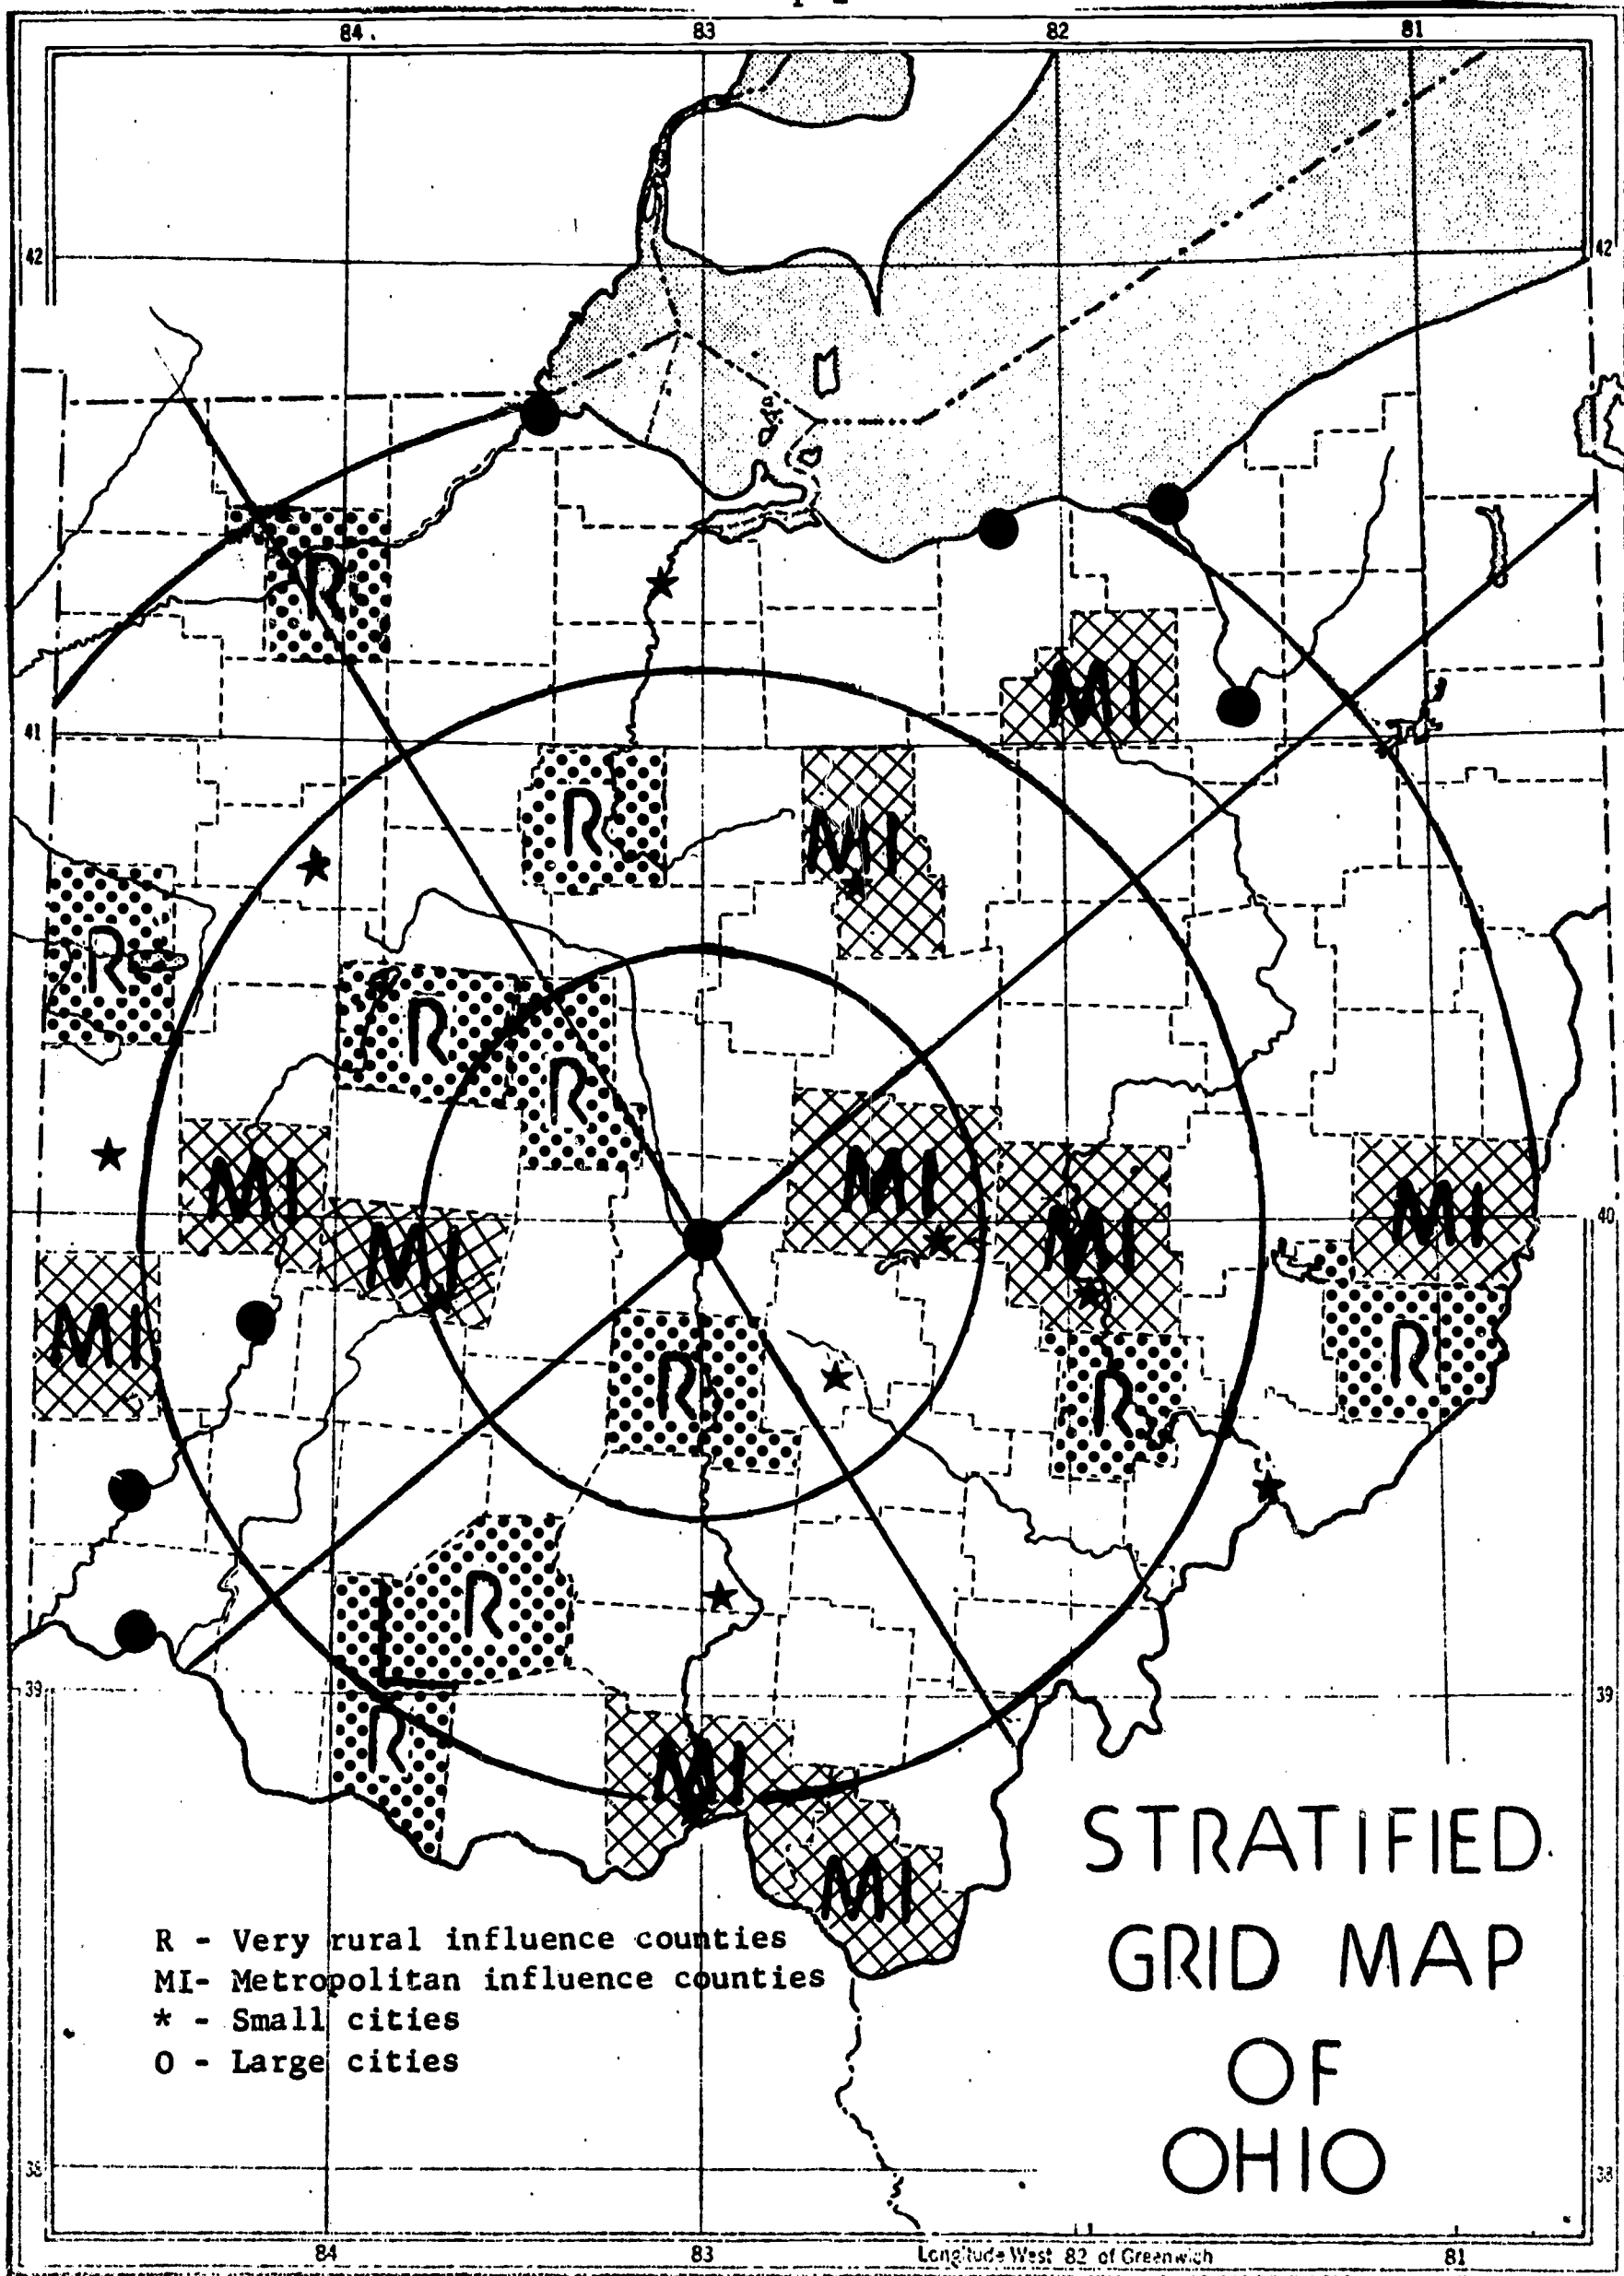 84 83 82 81
42 42
R
MI
41
R MI
R
R
R
MI MI MI MI
40
MI
MI R R R
R
39 39
R MI
MI
STRATIFIED
GRID MAP
OF
OHIO
R - Very rural influence counties
MI- Metropolitan influence counties
* - Small cities
O - Large cities
38 38
84 83 Longitude West 82 of Greenwich 81